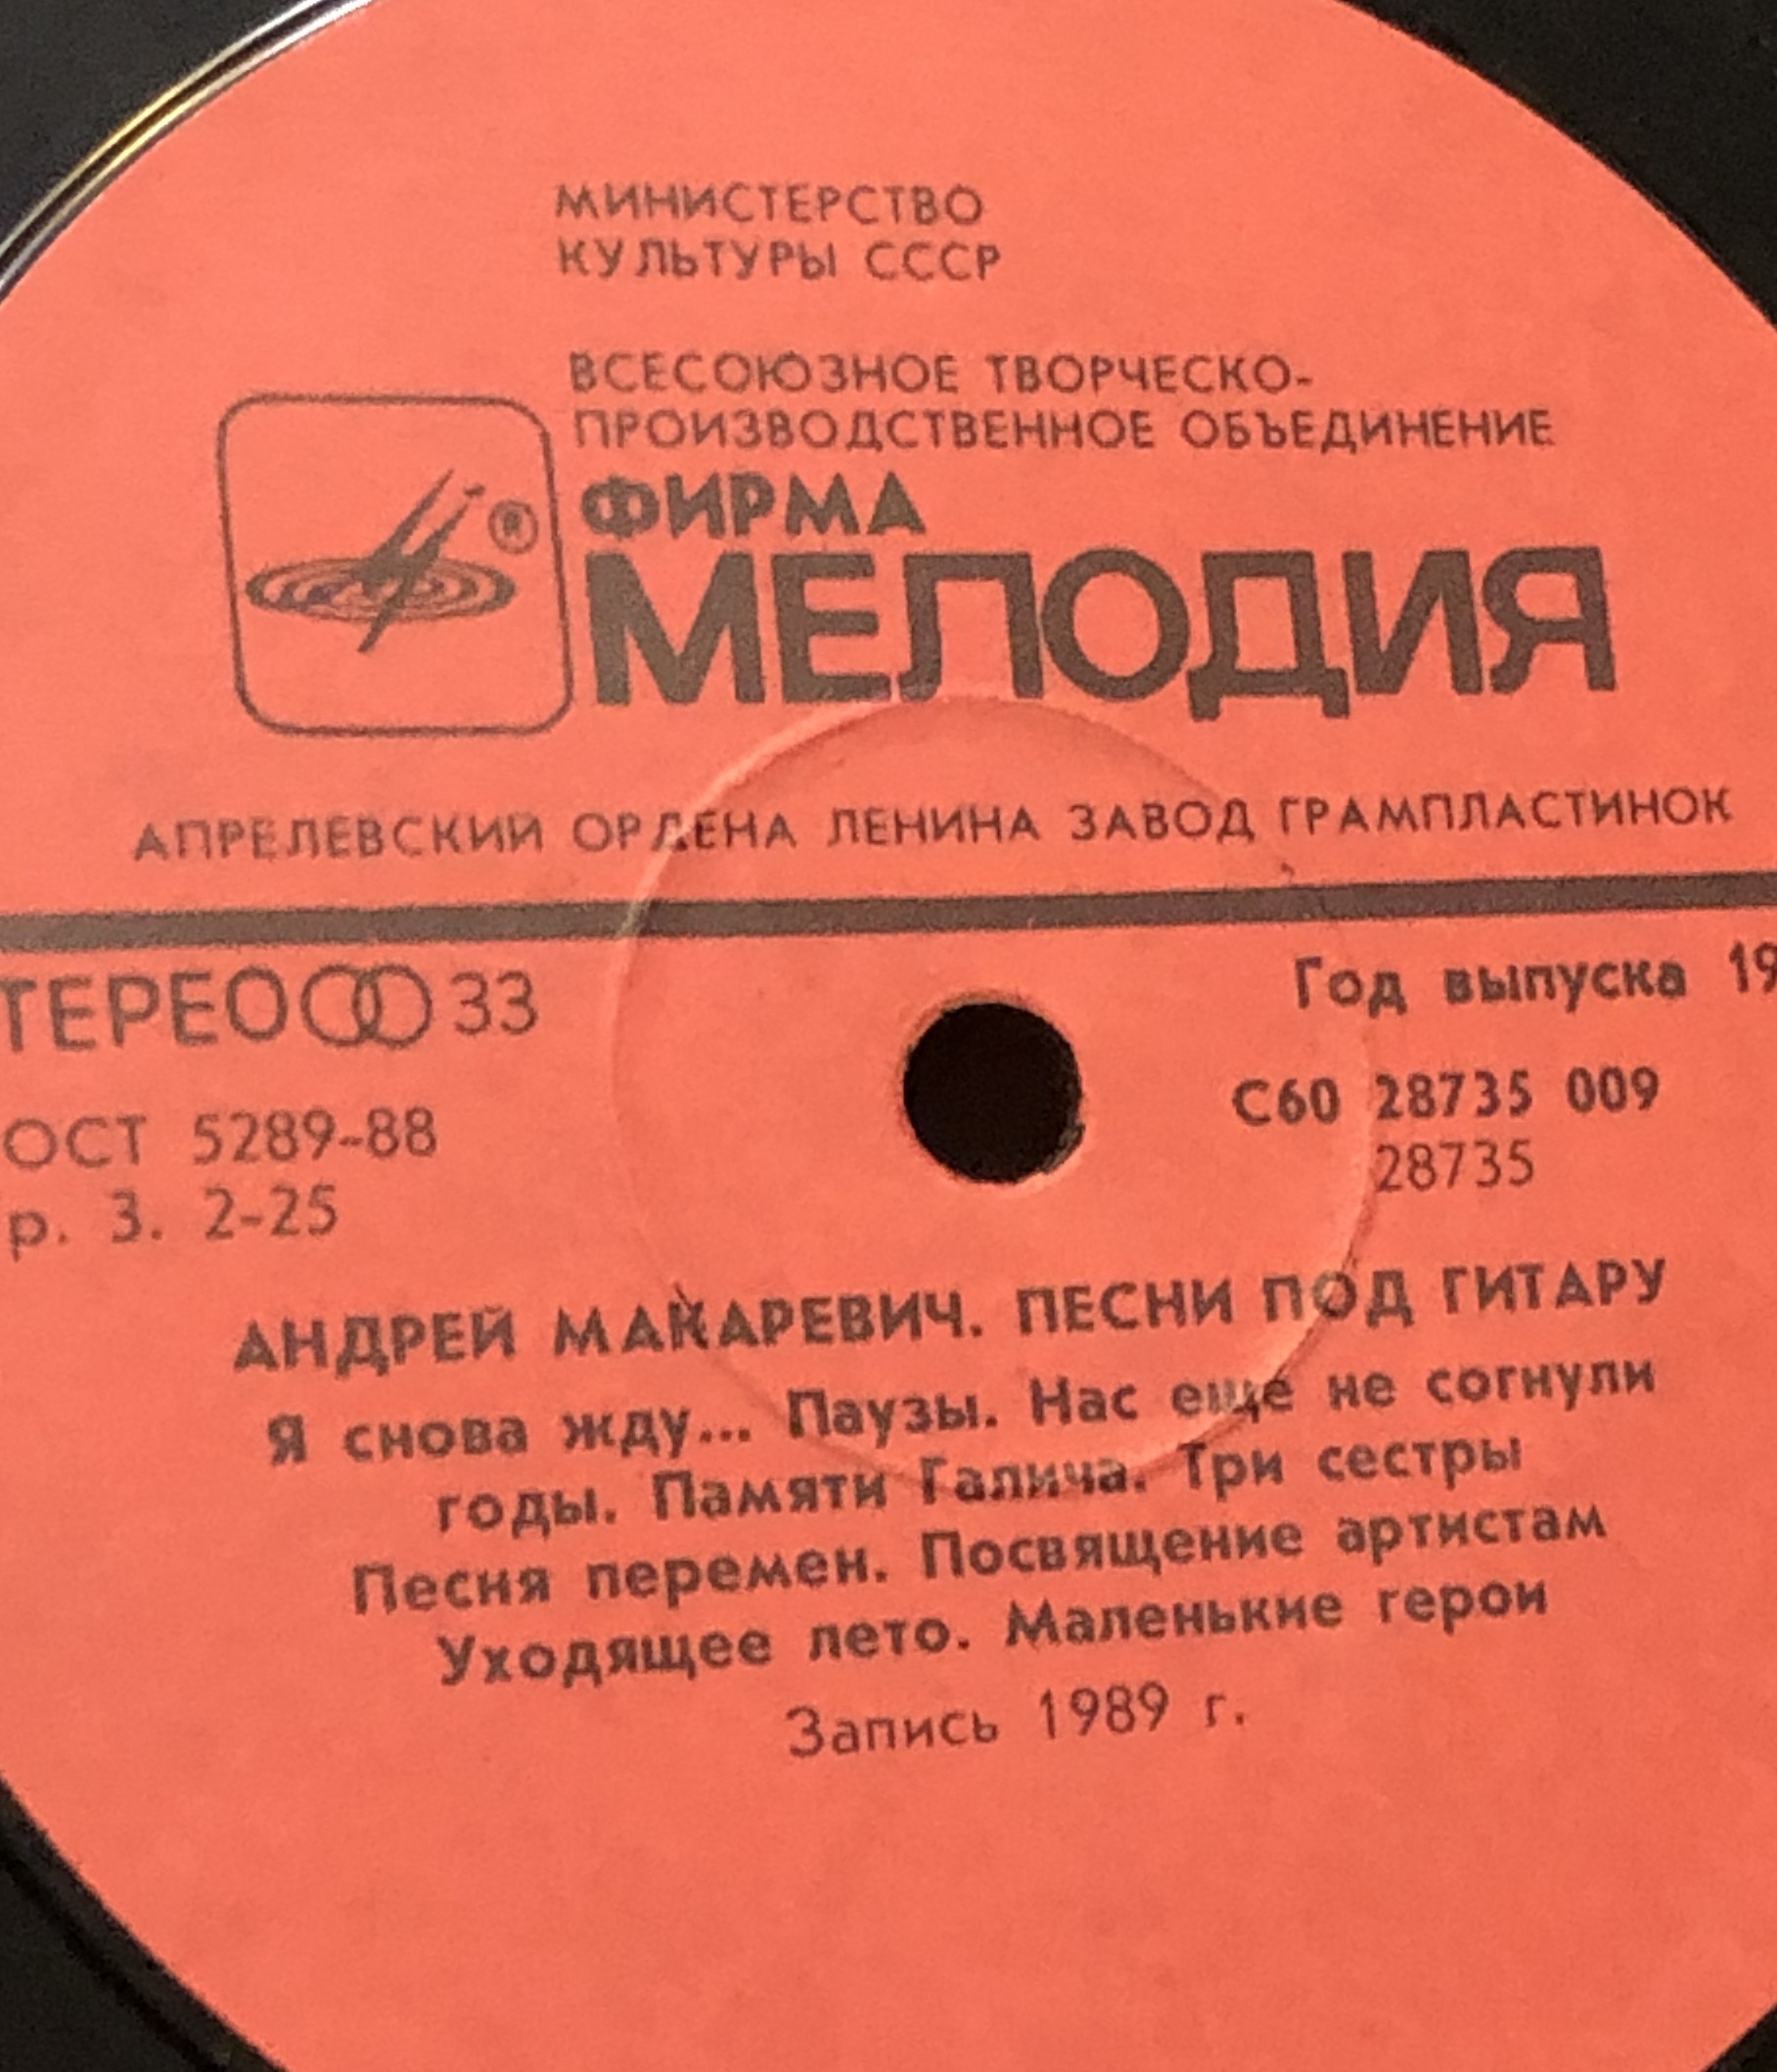 МИНИСТЕРСТВО
КУЛЬТУРЫ СССР
ВСЕСОЮЗНОЕ ТВОРЧЕСКО-
ПРОИЗВОДСТВЕННОЕ ОБЪЕДИНЕНИЕ
®
ФИРМА
МЕЛОДИЯ
АПРЕЛЕВСКИЙ ОРДЕНА ЛЕНИНА ЗАВОД ГРАМПЛАСТИНОК
ТЕРЕО 33
Год выпуска 19
С60 28735 009
28735
ОСТ 5289-88
р. 3. 2-25
АНДРЕЙ МАКАРЕВИЧ. ПЕСНИ ПОД ГИТАРУ
Я снова жду... Паузы. Нас еще не согнули
годы. Памяти Галича. Три сестры
Песня перемен. Посвящение артистам
Уходящее лето. Маленькие герои
Запись 1989 г.